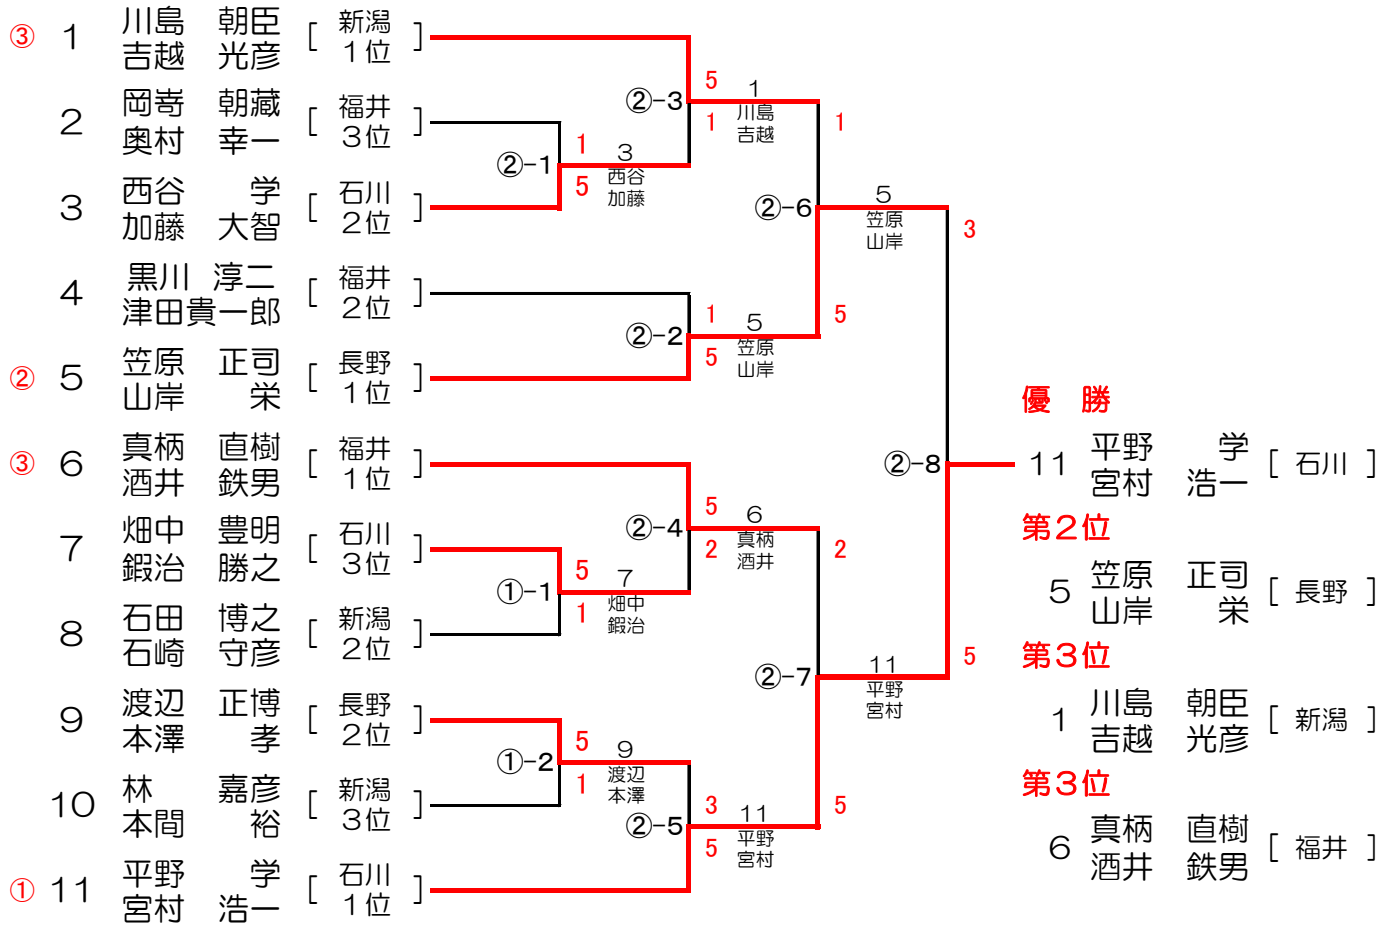 ③ 1 川島 朝臣 [ 新潟 ]
吉越 光彦 1位
2 岡嵜 朝藏 [ 福井 ]
奥村 幸一 3位
3 西谷 学 [ 石川 ]
加藤 大智 2位
4 黒川 淳二 [ 福井 ]
津田貴一郎 2位
② 5 笠原 正司 [ 長野 ]
山岸 栄 1位
③ 6 真柄 直樹 [ 福井 ]
酒井 鉄男 1位
7 畑中 豊明 [ 石川 ]
鍜治 勝之 3位
8 石田 博之 [ 新潟 ]
石崎 守彦 2位
9 渡辺 正博 [ 長野 ]
本澤 孝 2位
10 林 嘉彦 [ 新潟 ]
本間 裕 3位
① 11 平野 学 [ 石川 ]
宮村 浩一 1位
②-1
1
5
3
西谷
加藤
①-1
5
1
7
畑中
鍜治
①-2
5
1
9
渡辺
本澤
②-3
5
1
1
川島
吉越
②-2
1
5
5
笠原
山岸
②-4
5
2
6
真柄
酒井
②-5
3
5
11
平野
宮村
②-6
1
5
5
笠原
山岸
②-7
2
5
11
平野
宮村
②-8
3
5
優 勝
11 平野 学 [ 石川 ]
宮村 浩一
第2位
5 笠原 正司 [ 長野 ]
山岸 栄
第3位
1 川島 朝臣 [ 新潟 ]
吉越 光彦
第3位
6 真柄 直樹 [ 福井 ]
酒井 鉄男